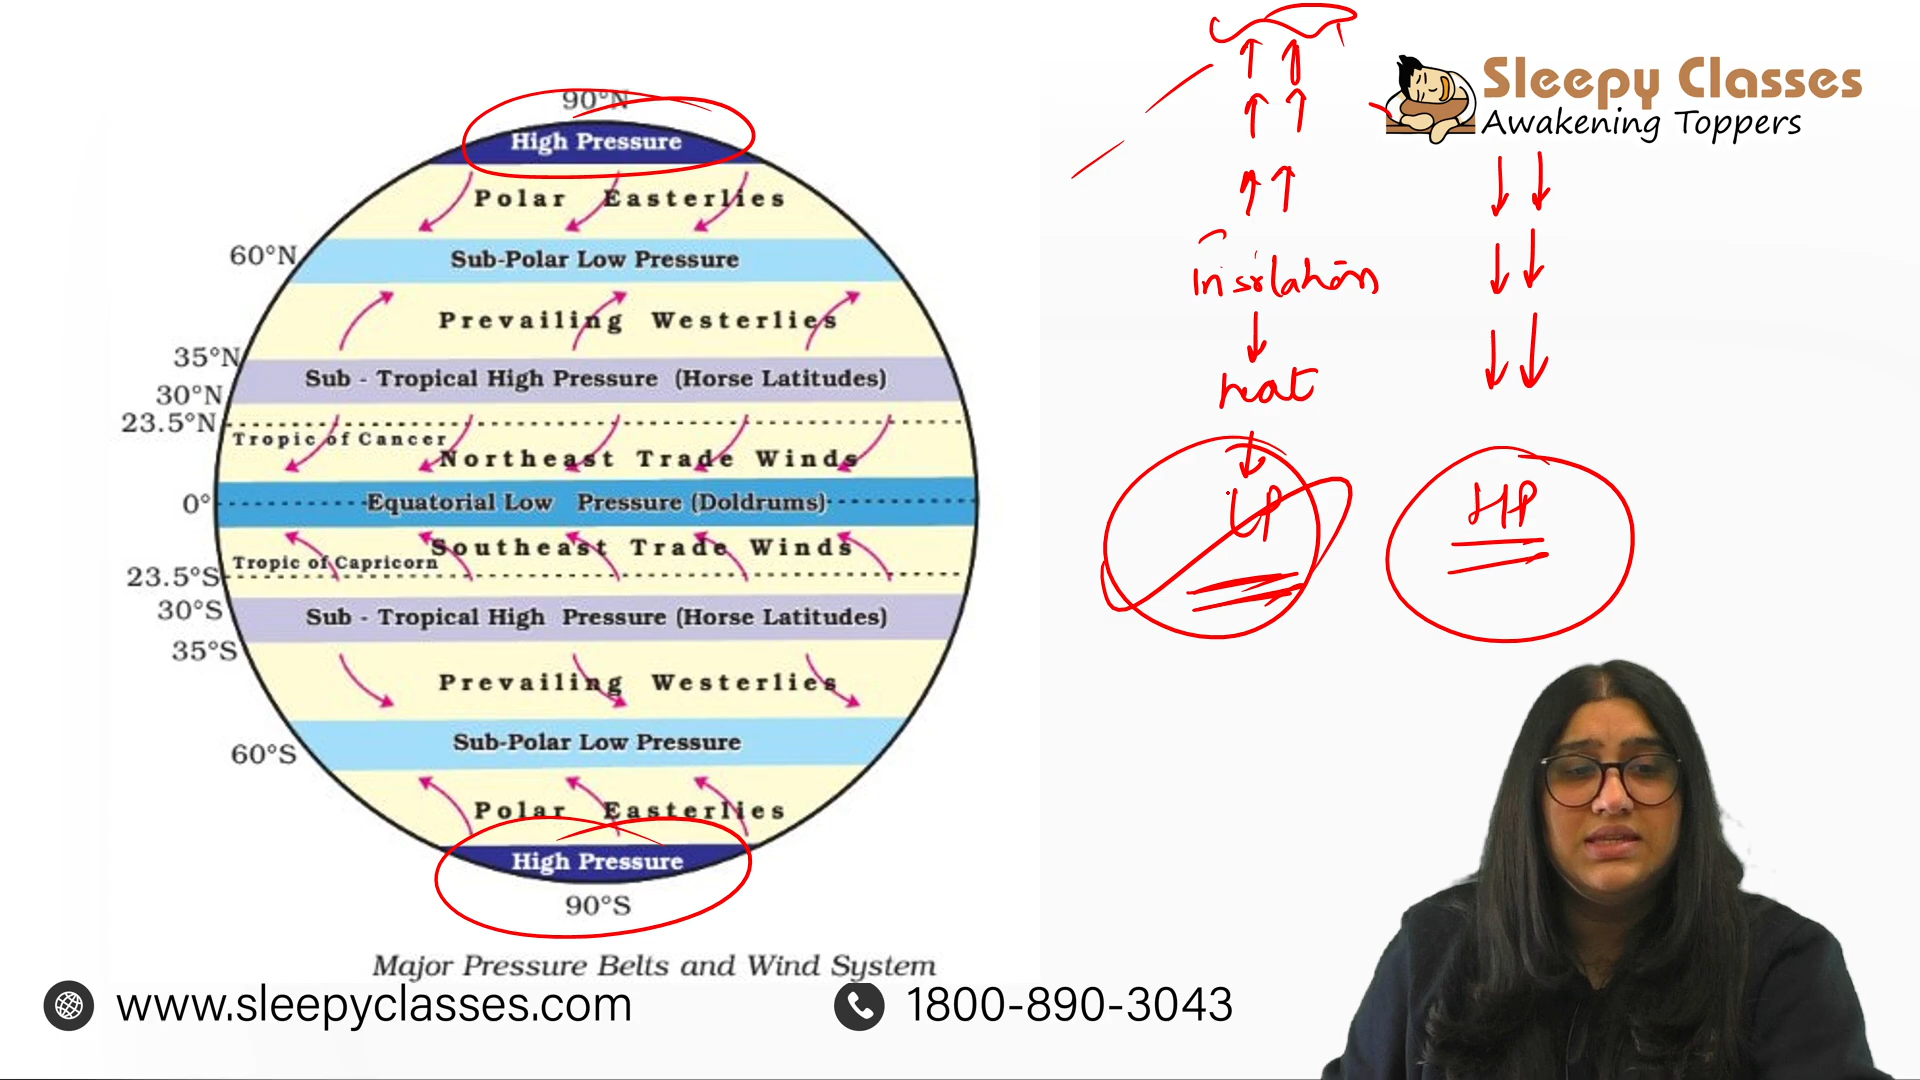 90°N
High Pressure
Polar Easterlies
60°N
Sub-Polar Low Pressure
Prevailing Westerlies
35°N
Sub - Tropical High Pressure (Horse Latitudes)
30°N
23.5°N
Tropic of Cancer
Northeast Trade Winds
0°
Equatorial Low Pressure (Doldrums)
Southeast Trade Winds
Tropic of Capricorn
23.5°S
30°S
Sub - Tropical High Pressure (Horse Latitudes)
35°S
Prevailing Westerlies
60°S
Sub-Polar Low Pressure
Polar Easterlies
High Pressure
90°S
Major Pressure Belts and Wind System
Sleepy Classes
Awakening Toppers
Insolation
heat
LP
HP
www.sleepyclasses.com
1800-890-3043